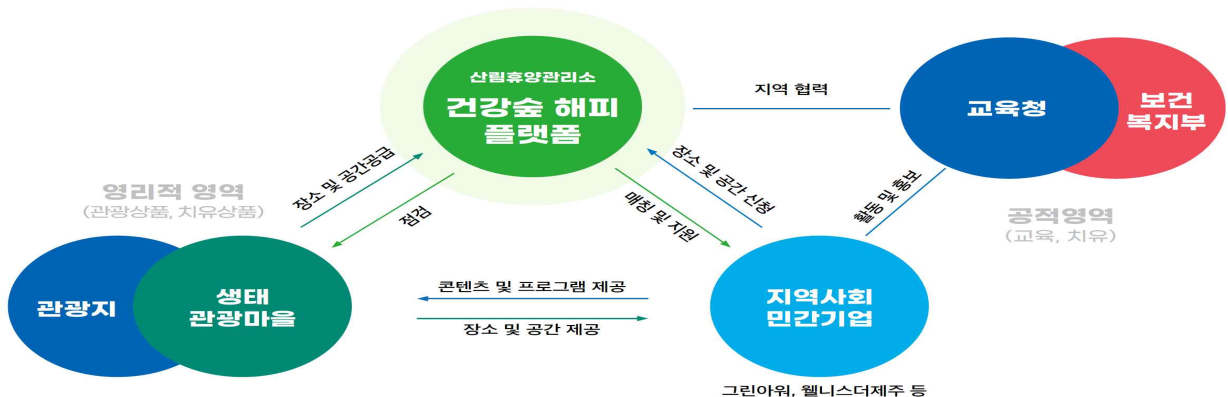 산림휴양관리소
건강숲 해피
플랫폼
지역 협력
교육청
보건
복지부
장소 및 공간공급
점검
장소 및 공간 신청
매칭 및 지원
활동 및 홍보
영리적 영역
(관광상품, 치유상품)
공적영역
(교육, 치유)
관광지
생태
관광마을
콘텐츠 및 프로그램 제공
장소 및 공간 제공
지역사회
민간기업
그린아워, 웰니스더제주 등